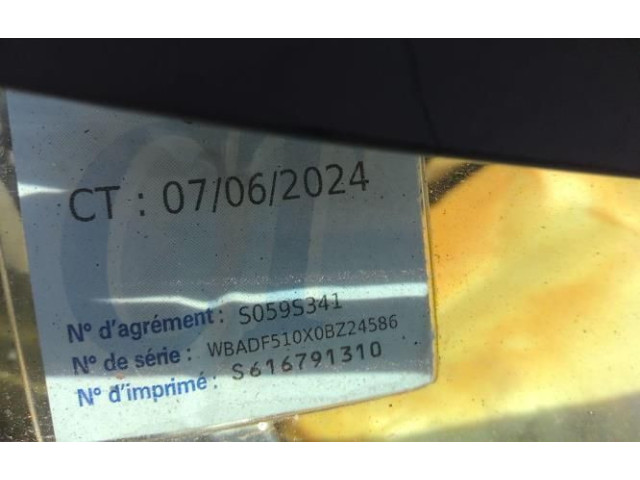 CT : 07/06/2024
N° d'agrément : S059S341
N° de série : WBADF510X0BZ24586
N° d'imprimé : S616791310